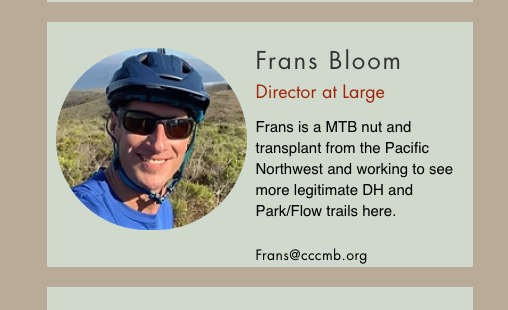 Frans Bloom
Director at Large
Frans is a MTB nut and
transplant from the Pacific
Northwest and working to see
more legitimate DH and
Park/Flow trails here.
Frans@cccmb.org